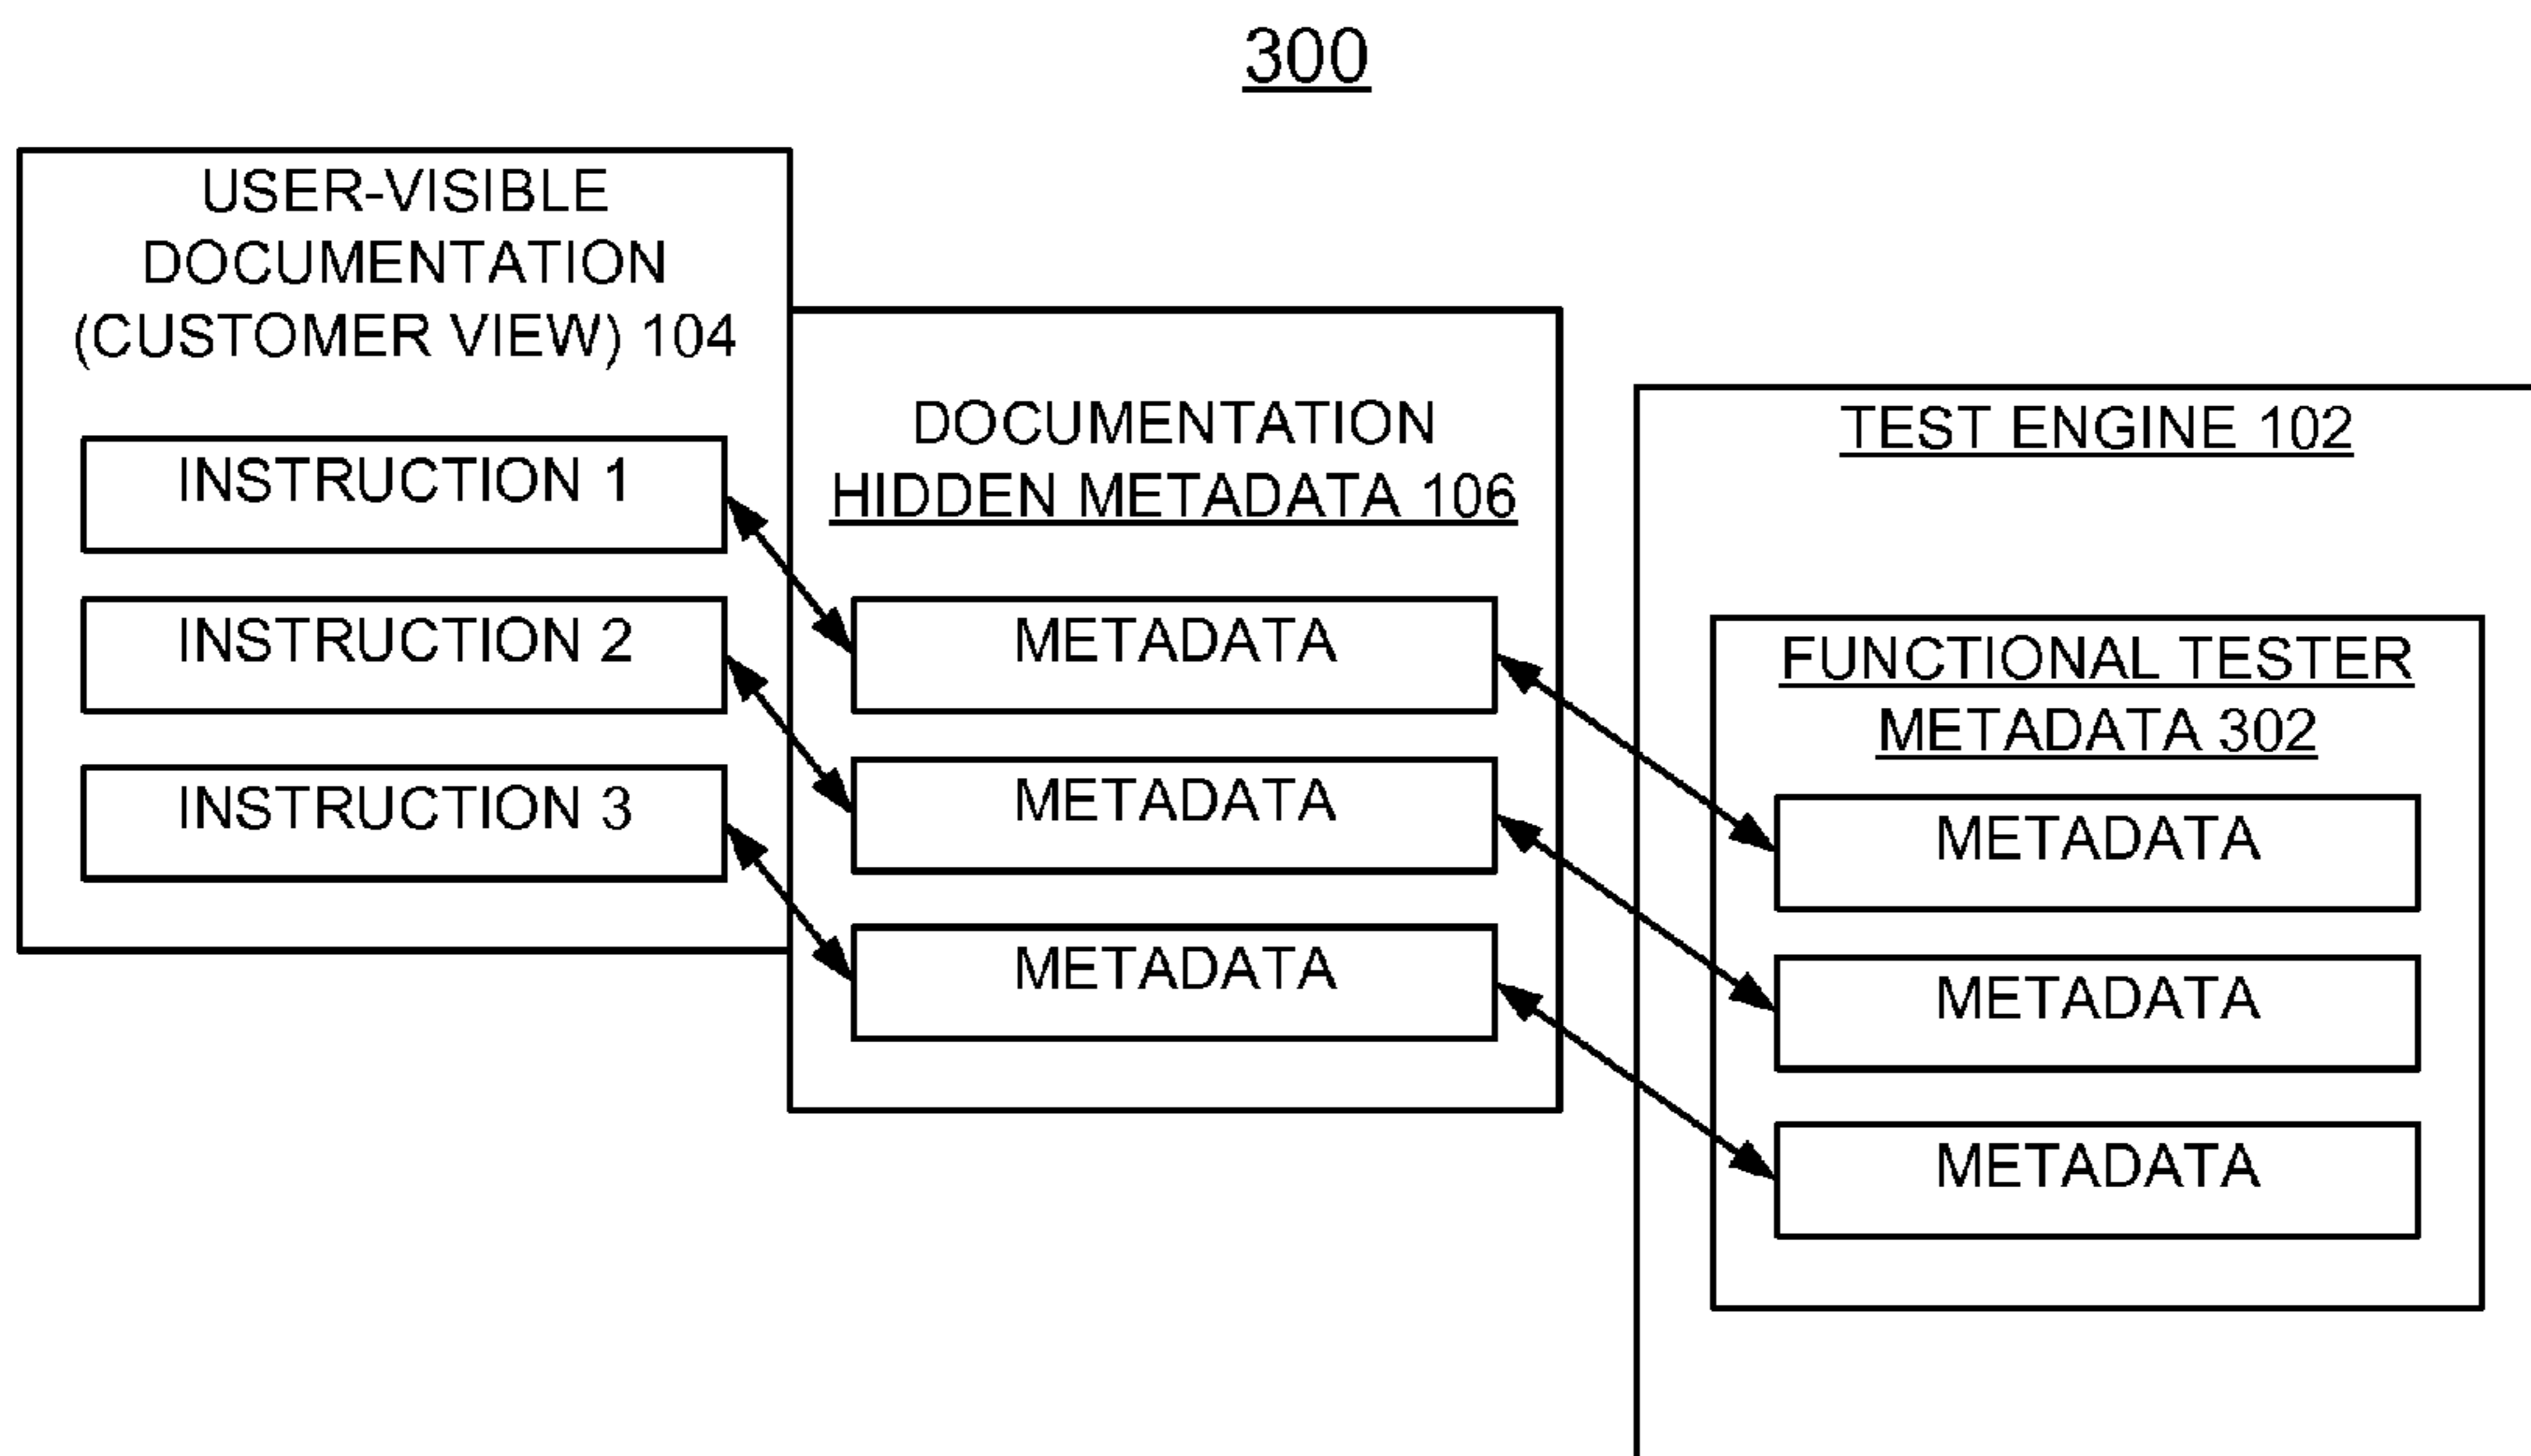 300
USER-VISIBLE
DOCUMENTATION
(CUSTOMER VIEW) 104
INSTRUCTION 1
INSTRUCTION 2
INSTRUCTION 3
DOCUMENTATION
HIDDEN METADATA 106
METADATA
METADATA
METADATA
TEST ENGINE 102
FUNCTIONAL TESTER
METADATA 302
METADATA
METADATA
METADATA